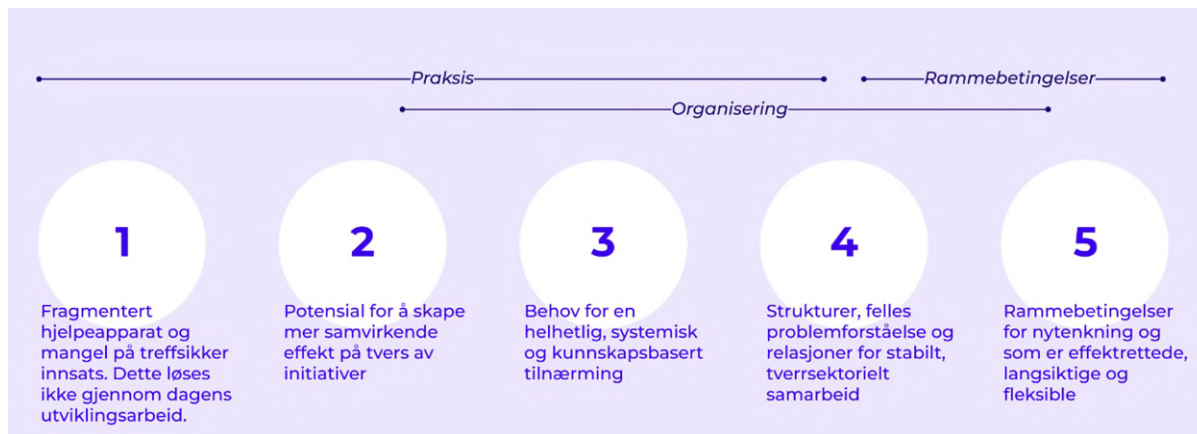 Praksis
Rammebetingelser
Organisering
1
Fragmentert
hjelpeapparat og
mangel på treffsikker
innsats. Dette løses
ikke gjennom dagens
utviklingsarbeid.
2
Potensial for å skape
mer samvirkende
effekt på tvers av
initiativer
3
Behov for en
helhetlig, systemisk
og kunnskapsbasert
tilnærming
4
Strukturer, felles
problemforståelse og
relasjoner for stabilt,
tverrsektorielt
samarbeid
5
Rammebetingelser
for nytenkning og
som er effektrettede,
langsiktige og
fleksible